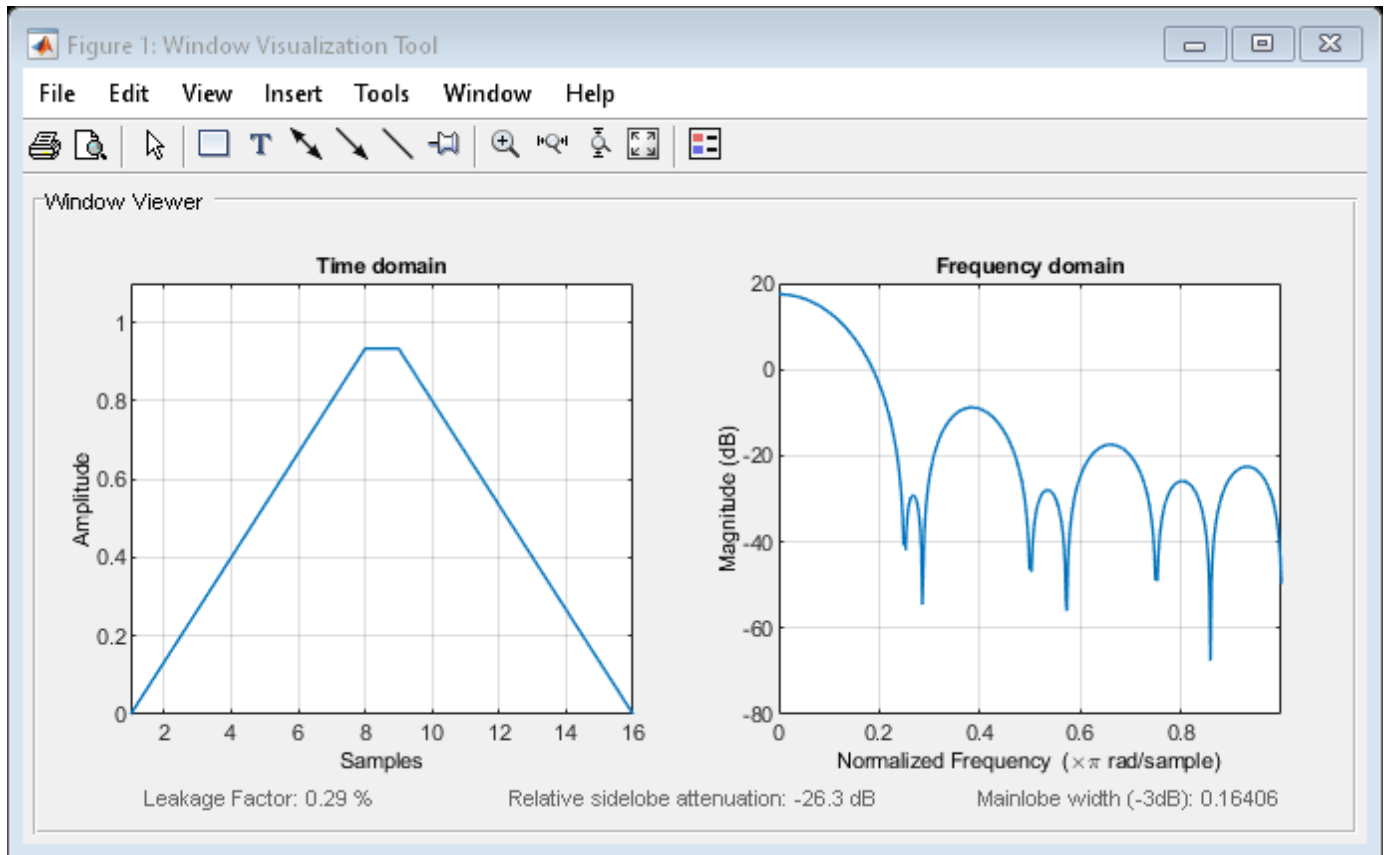 Figure 1: Window Visualization Tool
File Edit View Insert Tools Window Help
T
Window Viewer
Time domain
1
0.8
0.6
0.4
0.2
0
2 4 6 8 10 12 14 16
Amplitude
Samples
Frequency domain
20
0
-20
-40
-60
-80
0 0.2 0.4 0.6 0.8
Magnitude (dB)
Normalized Frequency (×π rad/sample)
Leakage Factor: 0.29 % Relative sidelobe attenuation: -26.3 dB Mainlobe width (-3dB): 0.16406